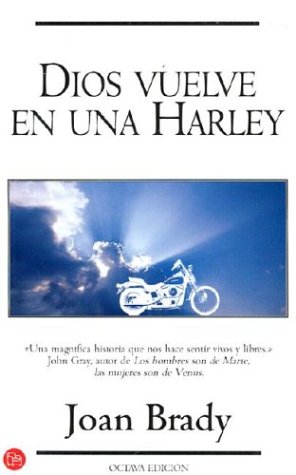 DIOS VUELVE
EN UNA HARLEY
«Una magnífica historia que nos hace sentir vivos y libres.»
John Gray, autor de Los hombres son de Marte,
las mujeres son de Venus.
Joan Brady
OCTAVA EDICIÓN